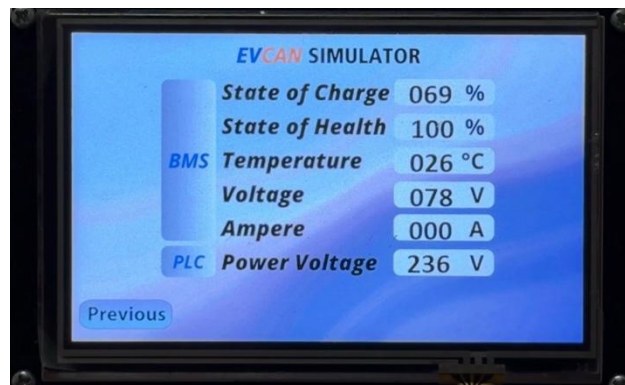 EVCAN SIMULATOR
State of Charge 069 %
State of Health 100 %
BMS Temperature 026 °C
Voltage 078 V
Ampere 000 A
PLC Power Voltage 236 V
Previous